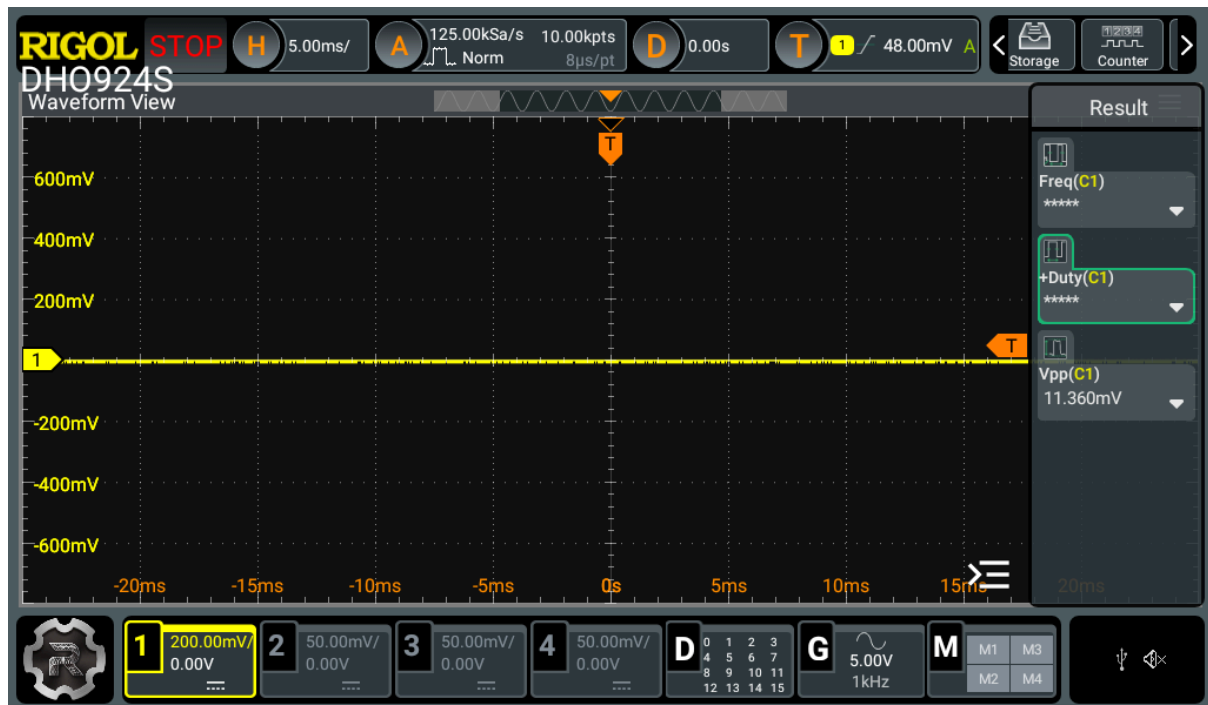 RIGOL STOP H 5.00ms/ A 125.00kSa/s 10.00kpts D 0.00s T 1 48.00mV A Storage Counter
Norm 8µs/pt
DHO924S
Waveform View
Result
T
600mV
400mV
200mV
1
-200mV
-400mV
-600mV
T
-20ms -15ms -10ms -5ms 0s 5ms 10ms 15ms 20ms
Freq(C1)
*****
+Duty(C1)
*****
Vpp(C1)
11.360mV
1 200.00mV/ 0.00V
2 50.00mV/ 0.00V
3 50.00mV/ 0.00V
4 50.00mV/ 0.00V
D 0 1 2 3
4 5 6 7
8 9 10 11
12 13 14 15
G 5.00V 1kHz
M M1 M3
M2 M4
R